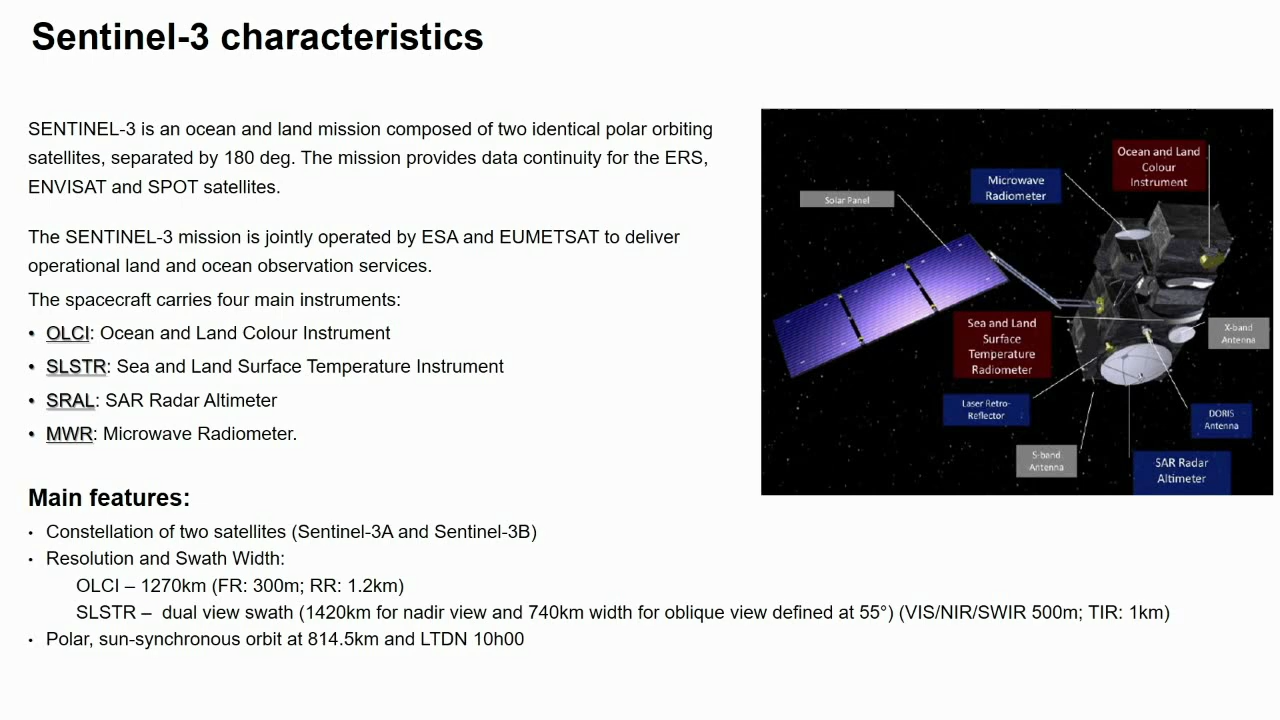 Sentinel-3 characteristics
SENTINEL-3 is an ocean and land mission composed of two identical polar orbiting
satellites, separated by 180 deg. The mission provides data continuity for the ERS,
ENVISAT and SPOT satellites.
The SENTINEL-3 mission is jointly operated by ESA and EUMETSAT to deliver
operational land and ocean observation services.
The spacecraft carries four main instruments:
• OLCI: Ocean and Land Colour Instrument
• SLSTR: Sea and Land Surface Temperature Instrument
• SRAL: SAR Radar Altimeter
• MWR: Microwave Radiometer.
Main features:
• Constellation of two satellites (Sentinel-3A and Sentinel-3B)
• Resolution and Swath Width:
OLCI – 1270km (FR: 300m; RR: 1.2km)
SLSTR – dual view swath (1420km for nadir view and 740km width for oblique view defined at 55°) (VIS/NIR/SWIR 500m; TIR: 1km)
• Polar, sun-synchronous orbit at 814.5km and LTDN 10h00
Solar Panel
Microwave
Radiometer
Ocean and Land
Colour
Instrument
Sea and Land
Surface
Temperature
Radiometer
X-band
Antenna
Laser Retro-
Reflector
DORIS
Antenna
S-band
Antenna
SAR Radar
Altimeter